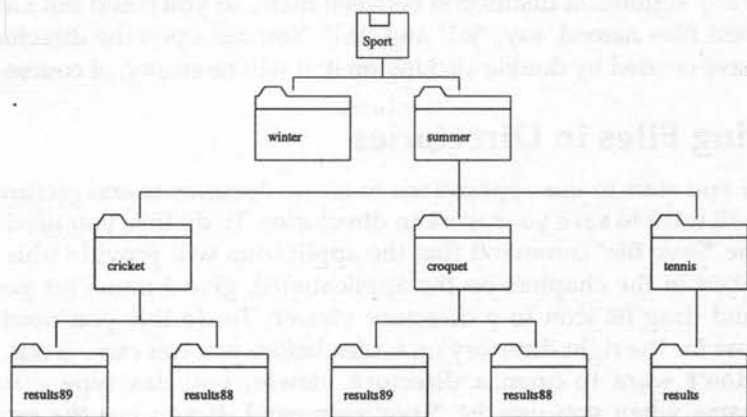 Sport
winter
summer
cricket
croquet
tennis
results89
results88
results89
results88
results